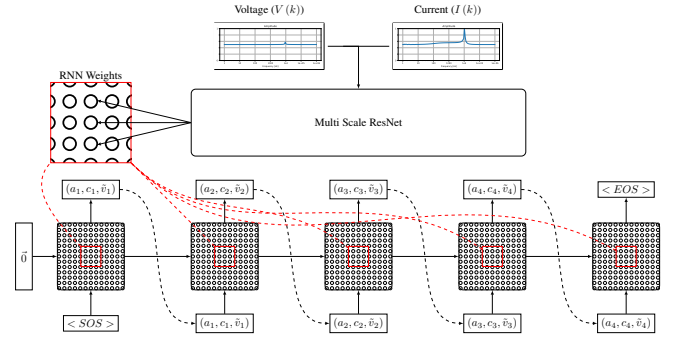 Voltage (V (k))
Current (I (k))
RNN Weights
Multi Scale ResNet
(a₁, c₁, ṽ₁)
(a₂, c₂, ṽ₂)
(a₃, c₃, ṽ₃)
(a₄, c₄, ṽ₄)
< EOS >
0⃗
< SOS >
(a₁, c₁, ṽ₁)
(a₂, c₂, ṽ₂)
(a₃, c₃, ṽ₃)
(a₄, c₄, ṽ₄)